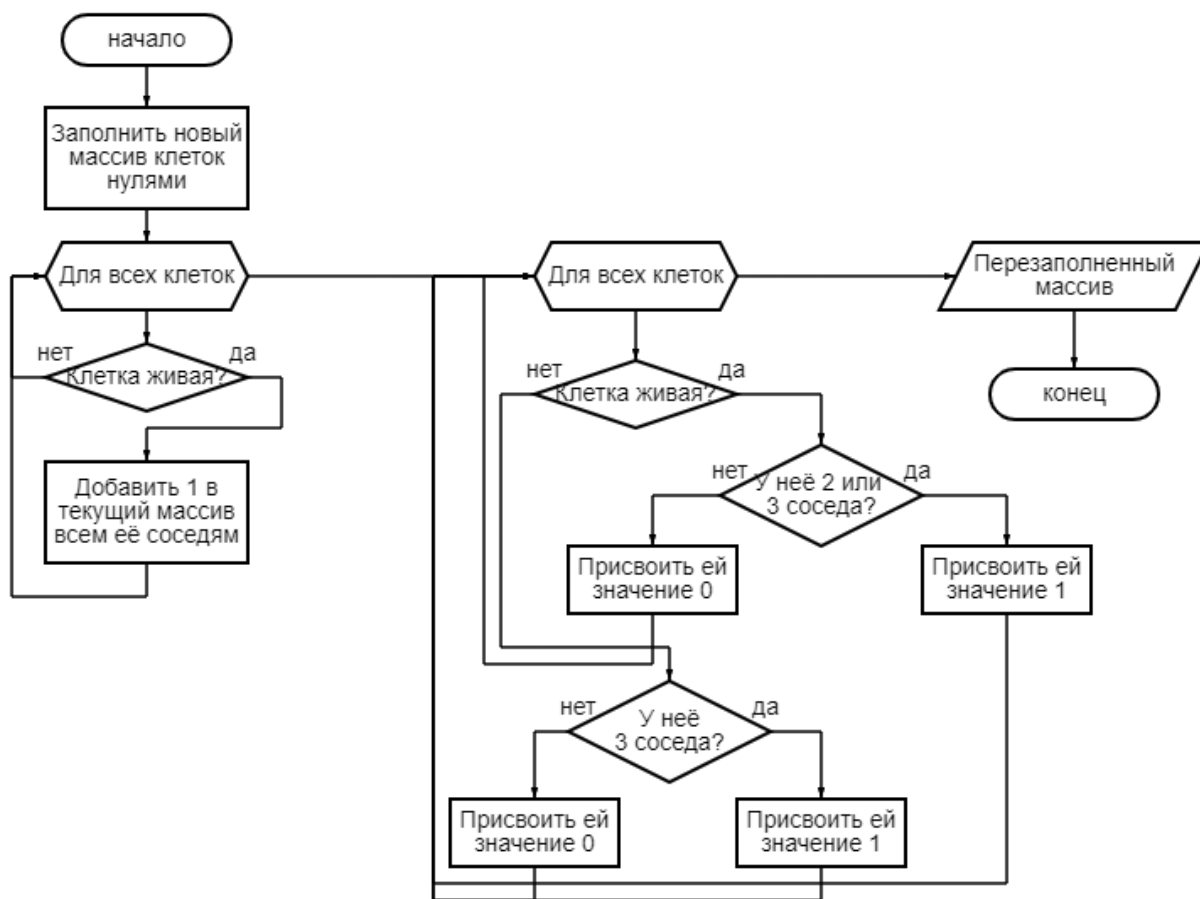 начало
Заполнить новый
массив клеток
нулями
Для всех клеток
нет
да
Клетка живая?
Добавить 1 в
текущий массив
всем её соседям
Для всех клеток
нет
да
Клетка живая?
нет
да
У неё 2 или
3 соседа?
Присвоить ей
значение 0
Присвоить ей
значение 1
нет
да
У неё
3 соседа?
Присвоить ей
значение 0
Присвоить ей
значение 1
Перезаполненный
массив
конец